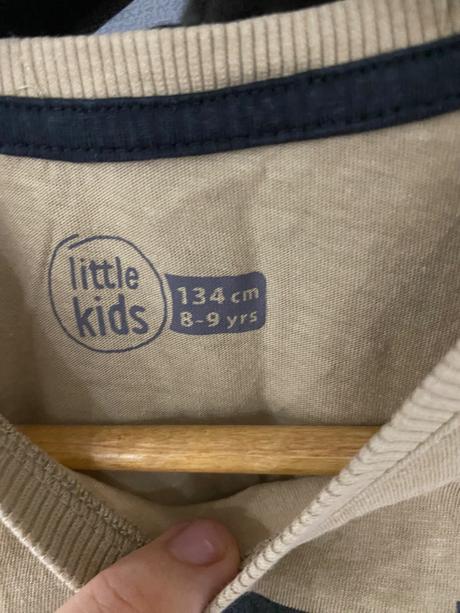 little
kids
134 cm
8-9 yrs